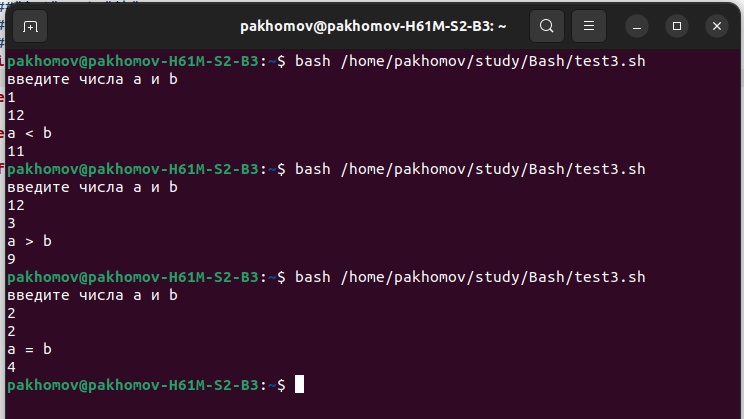 pakhomov@pakhomov-H61M-S2-B3: ~
pakhomov@pakhomov-H61M-S2-B3:~$ bash /home/pakhomov/study/Bash/test3.sh
введите числа a и b
1
12
a < b
11
pakhomov@pakhomov-H61M-S2-B3:~$ bash /home/pakhomov/study/Bash/test3.sh
введите числа a и b
12
3
a > b
9
pakhomov@pakhomov-H61M-S2-B3:~$ bash /home/pakhomov/study/Bash/test3.sh
введите числа a и b
2
2
a = b
4
pakhomov@pakhomov-H61M-S2-B3:~$